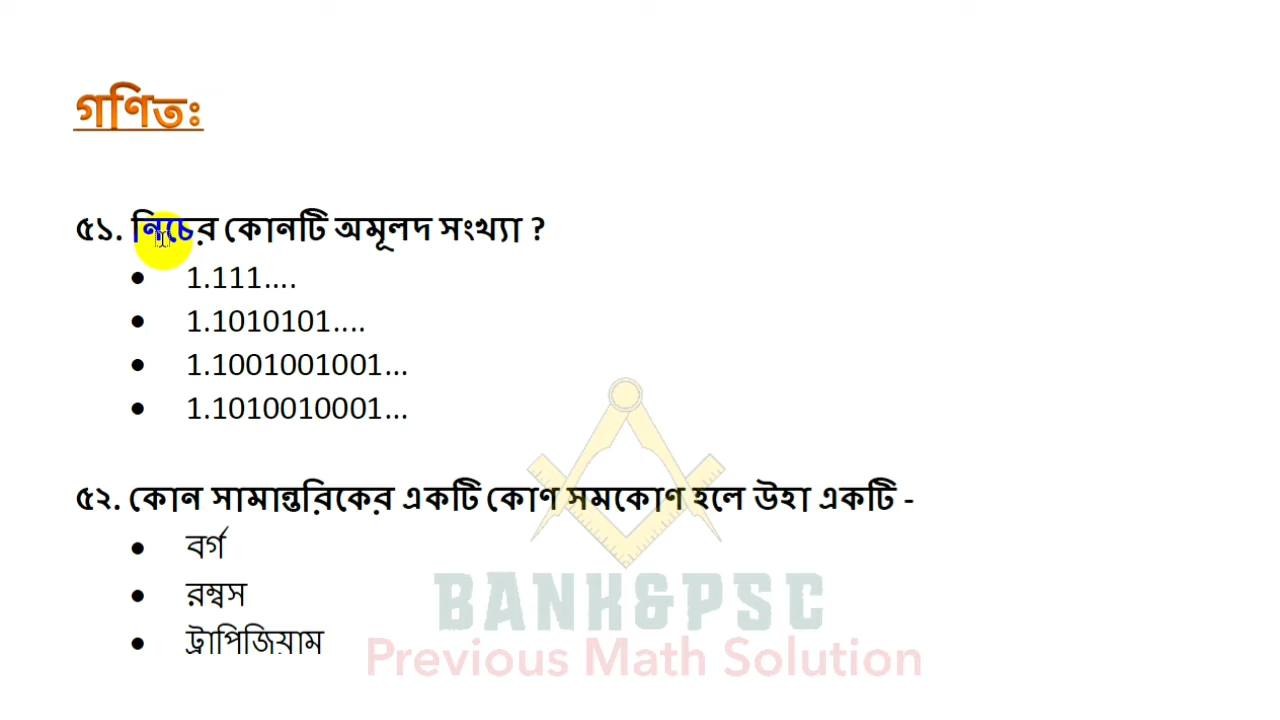 গণিতঃ
৫১. নিচের কোনটি অমূলদ সংখ্যা ?
• 1.111....
• 1.1010101....
• 1.1001001001...
• 1.1010010001...
৫২. কোন সামান্তরিকের একটি কোণ সমকোণ হলে উহা একটি -
• বর্গ
• রম্বস
• ট্রাপিজিয়াম
BANK&PSC
Previous Math Solution